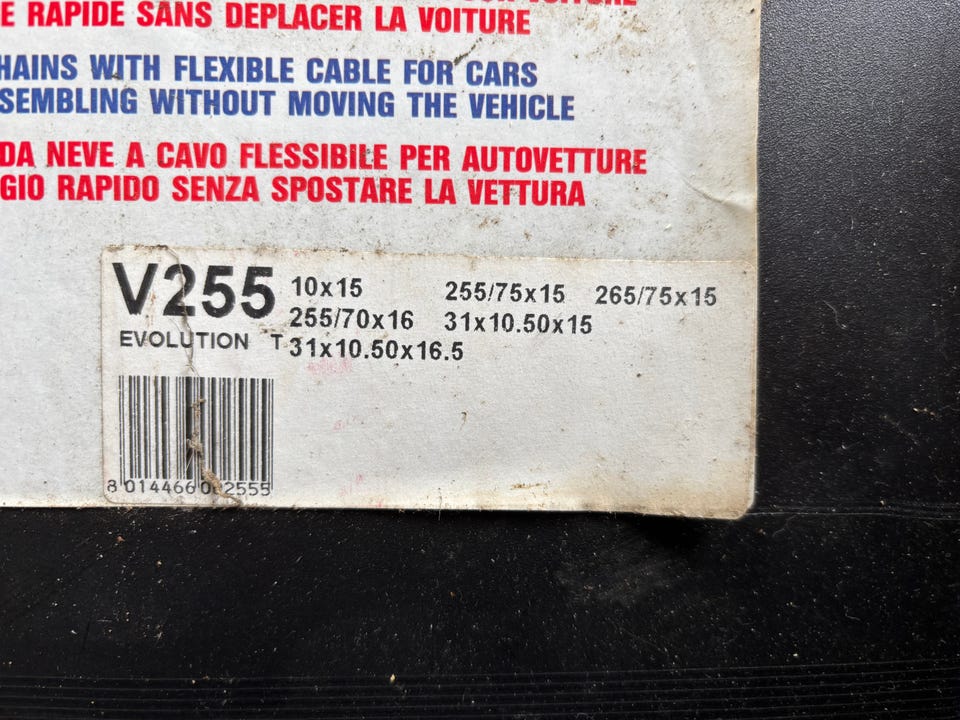 E RAPIDE SANS DEPLACER LA VOITURE
HAINS WITH FLEXIBLE CABLE FOR CARS
SEMBLING WITHOUT MOVING THE VEHICLE
DA NEVE A CAVO FLESSIBILE PER AUTOVETTURE
GIO RAPIDO SENZA SPOSTARE LA VETTURA
V255 10x15 255/75x15 265/75x15
255/70x16 31x10.50x15
EVOLUTION T 31x10.50x16.5